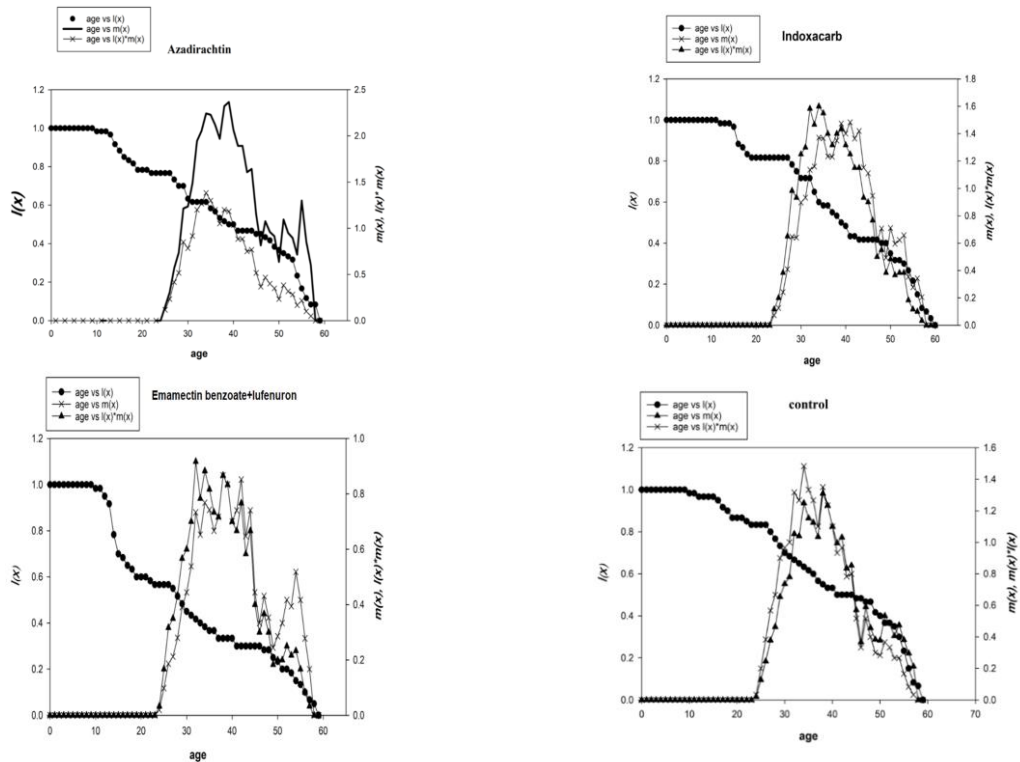 age vs l(x)
age vs m(x)
age vs l(x)*m(x)
Azadirachtin
1.2
1.0
0.8
0.6
0.4
0.2
0.0
l(x)
2.5
2.0
1.5
1.0
0.5
0.0
m(x), l(x)* m(x)
0 10 20 30 40 50 60
age
age vs l(x)
age vs m(x)
age vs l(x)*m(x)
Indoxacarb
1.2
1.0
0.8
0.6
0.4
0.2
0.0
l(x)
1.8
1.6
1.4
1.2
1.0
0.8
0.6
0.4
0.2
0.0
m(x), l(x)*m(x)
0 10 20 30 40 50 60 70
age
age vs l(x)
age vs m(x)
age vs l(x)*m(x)
Emamectin benzoate+lufenuron
1.2
1.0
0.8
0.6
0.4
0.2
0.0
l(x)
1.0
0.8
0.6
0.4
0.2
0.0
m(x), l(x)*m(x)
0 10 20 30 40 50 60
age
age vs l(x)
age vs m(x)
age vs l(x)*m(x)
control
1.2
1.0
0.8
0.6
0.4
0.2
0.0
l(x)
1.6
1.4
1.2
1.0
0.8
0.6
0.4
0.2
0.0
m(x), l(x)*m(x)
0 10 20 30 40 50 60 70
age